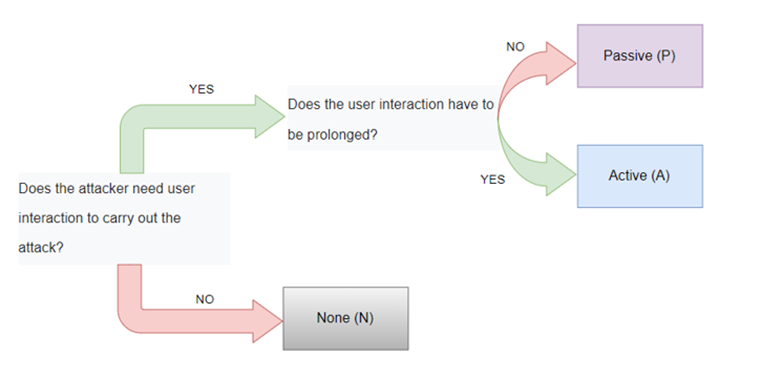 NO
Passive (P)
YES
Does the user interaction have to
be prolonged?
YES
Active (A)
Does the attacker need user
interaction to carry out the
attack?
NO
None (N)